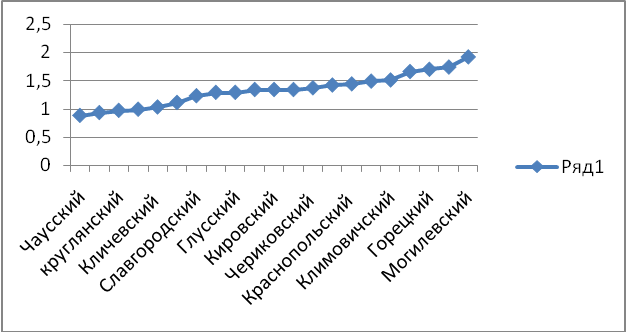 2,5
2
1,5
1
0,5
0
Чаусский
круглянский
Кличевский
Славгородский
Глусский
Кировский
Чериковский
Краснопольский
Климовичский
Горецкий
Могилевский
Ряд1